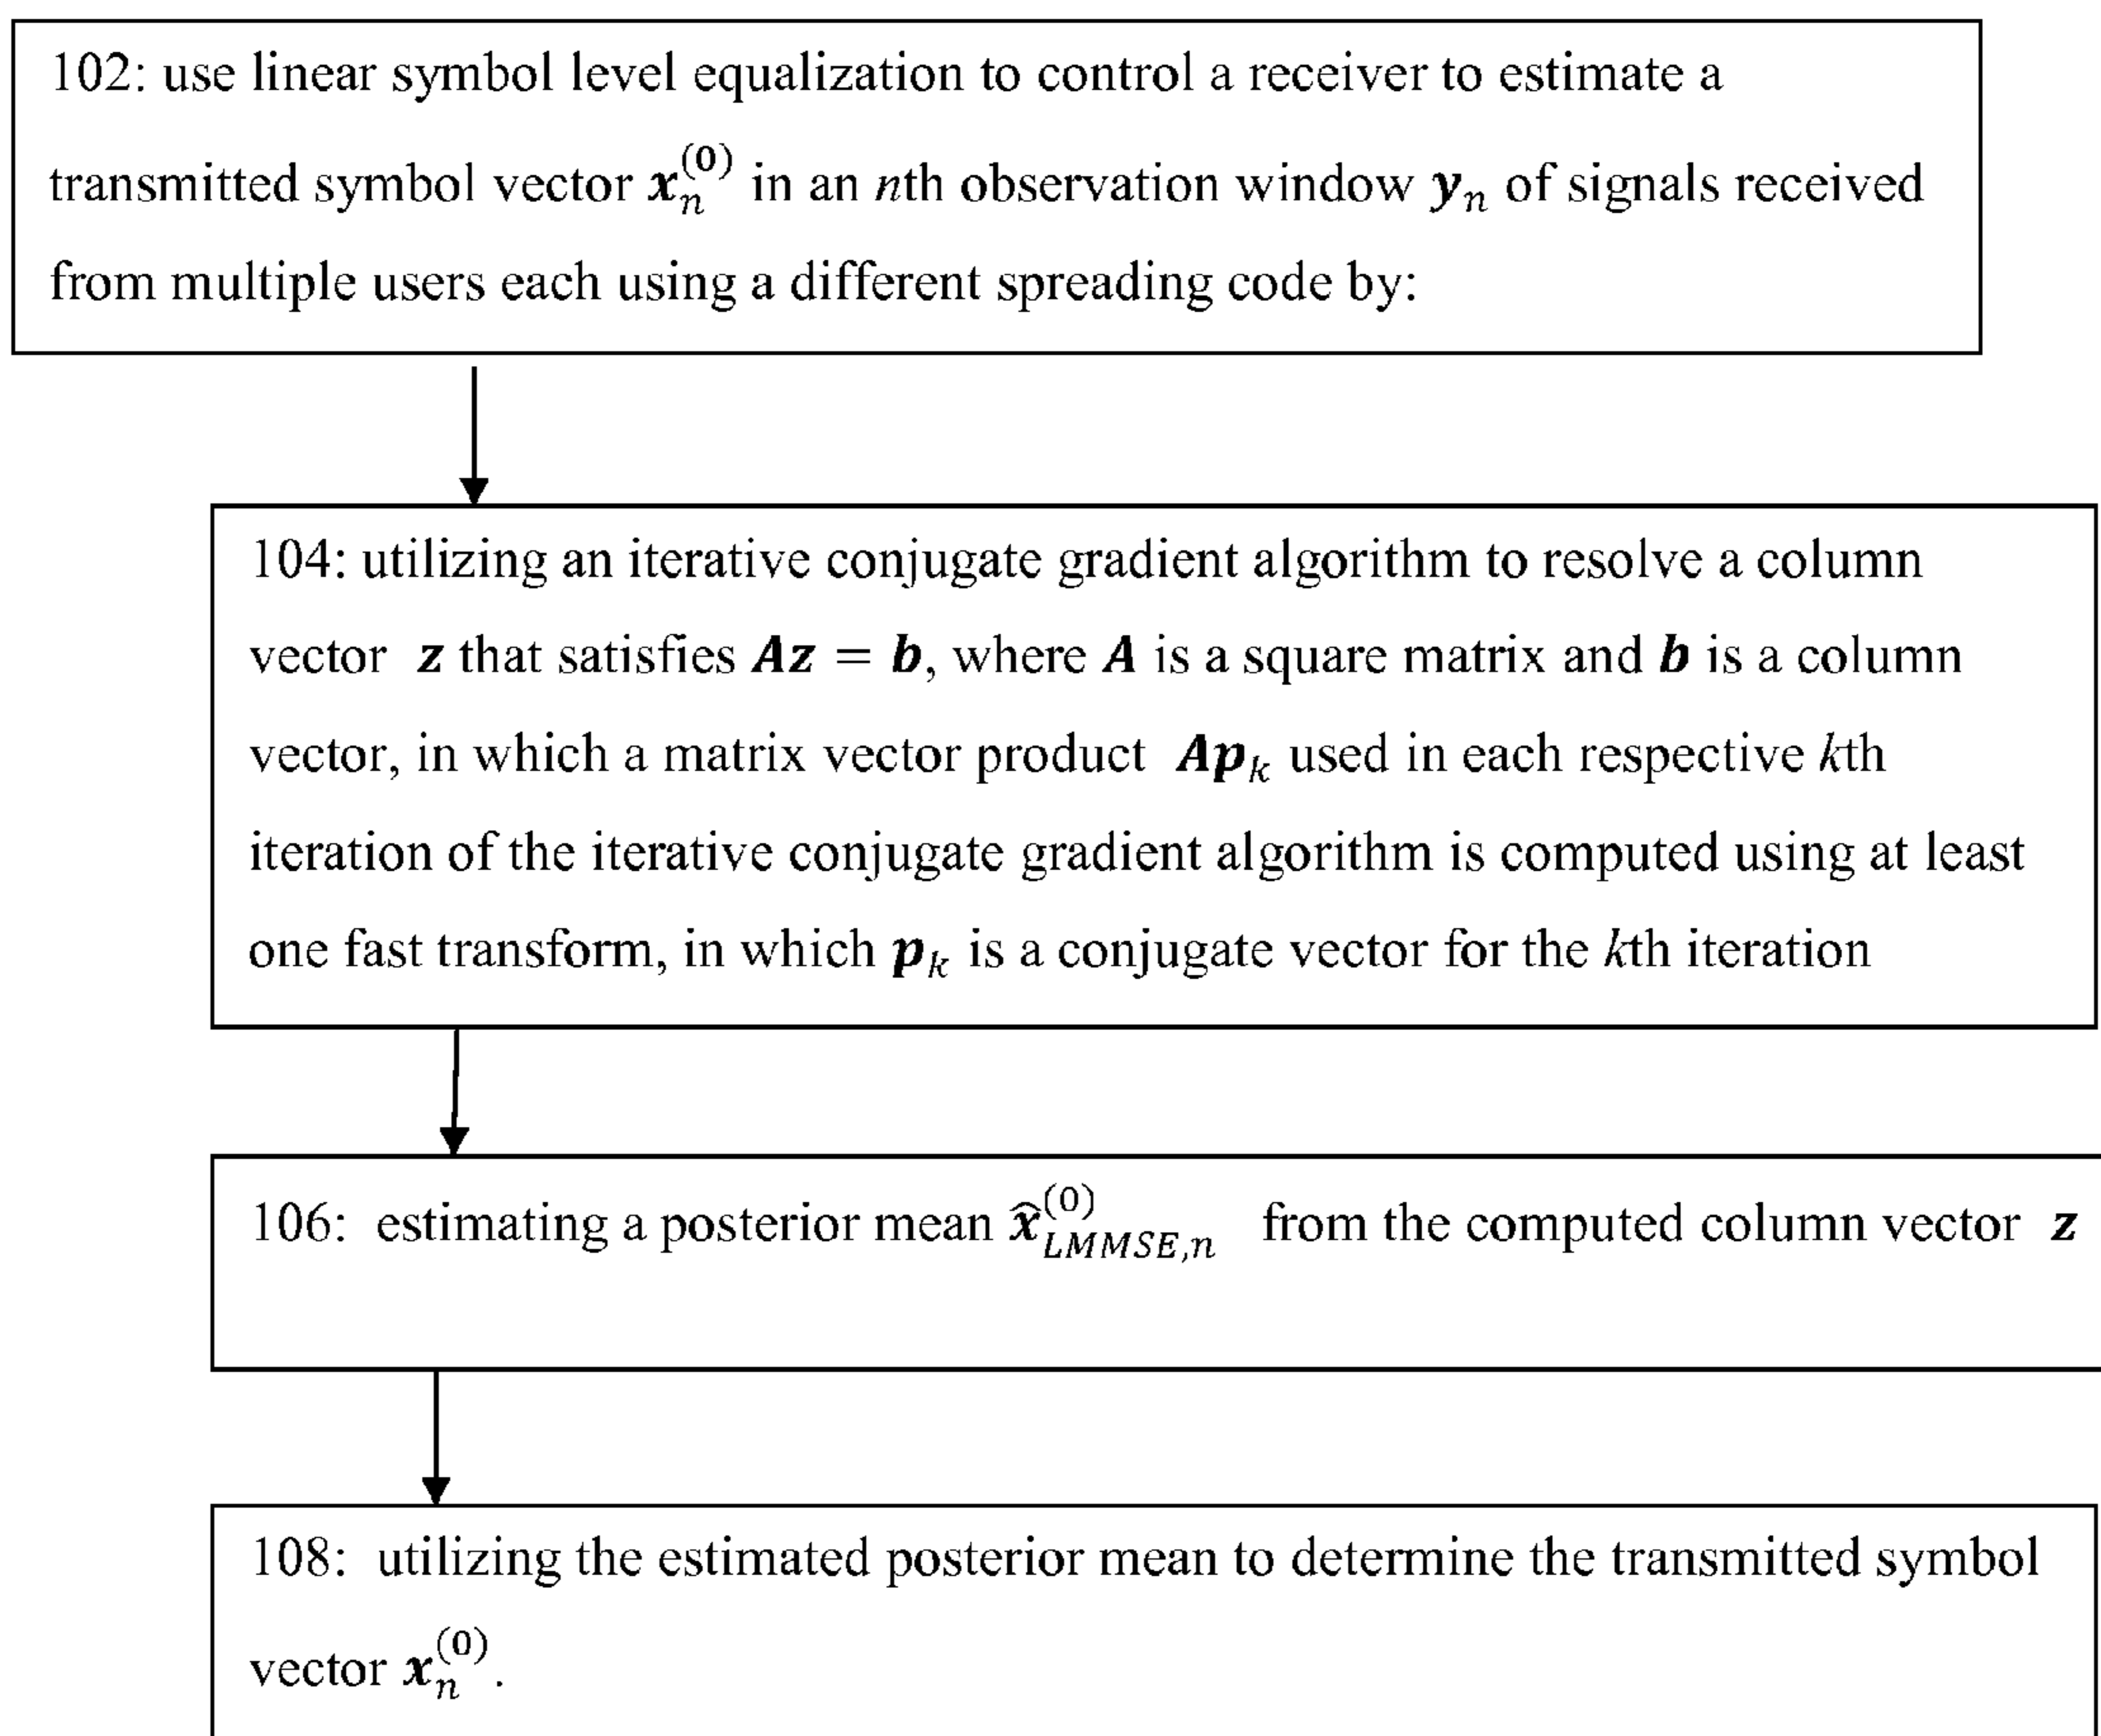 102: use linear symbol level equalization to control a receiver to estimate a
transmitted symbol vector x_n^(0) in an nth observation window y_n of signals received
from multiple users each using a different spreading code by:
104: utilizing an iterative conjugate gradient algorithm to resolve a column
vector z that satisfies Az = b, where A is a square matrix and b is a column
vector, in which a matrix vector product Ap_k used in each respective kth
iteration of the iterative conjugate gradient algorithm is computed using at least
one fast transform, in which p_k is a conjugate vector for the kth iteration
106: estimating a posterior mean x̂_LMMSE,n^(0) from the computed column vector z
108: utilizing the estimated posterior mean to determine the transmitted symbol
vector x_n^(0).